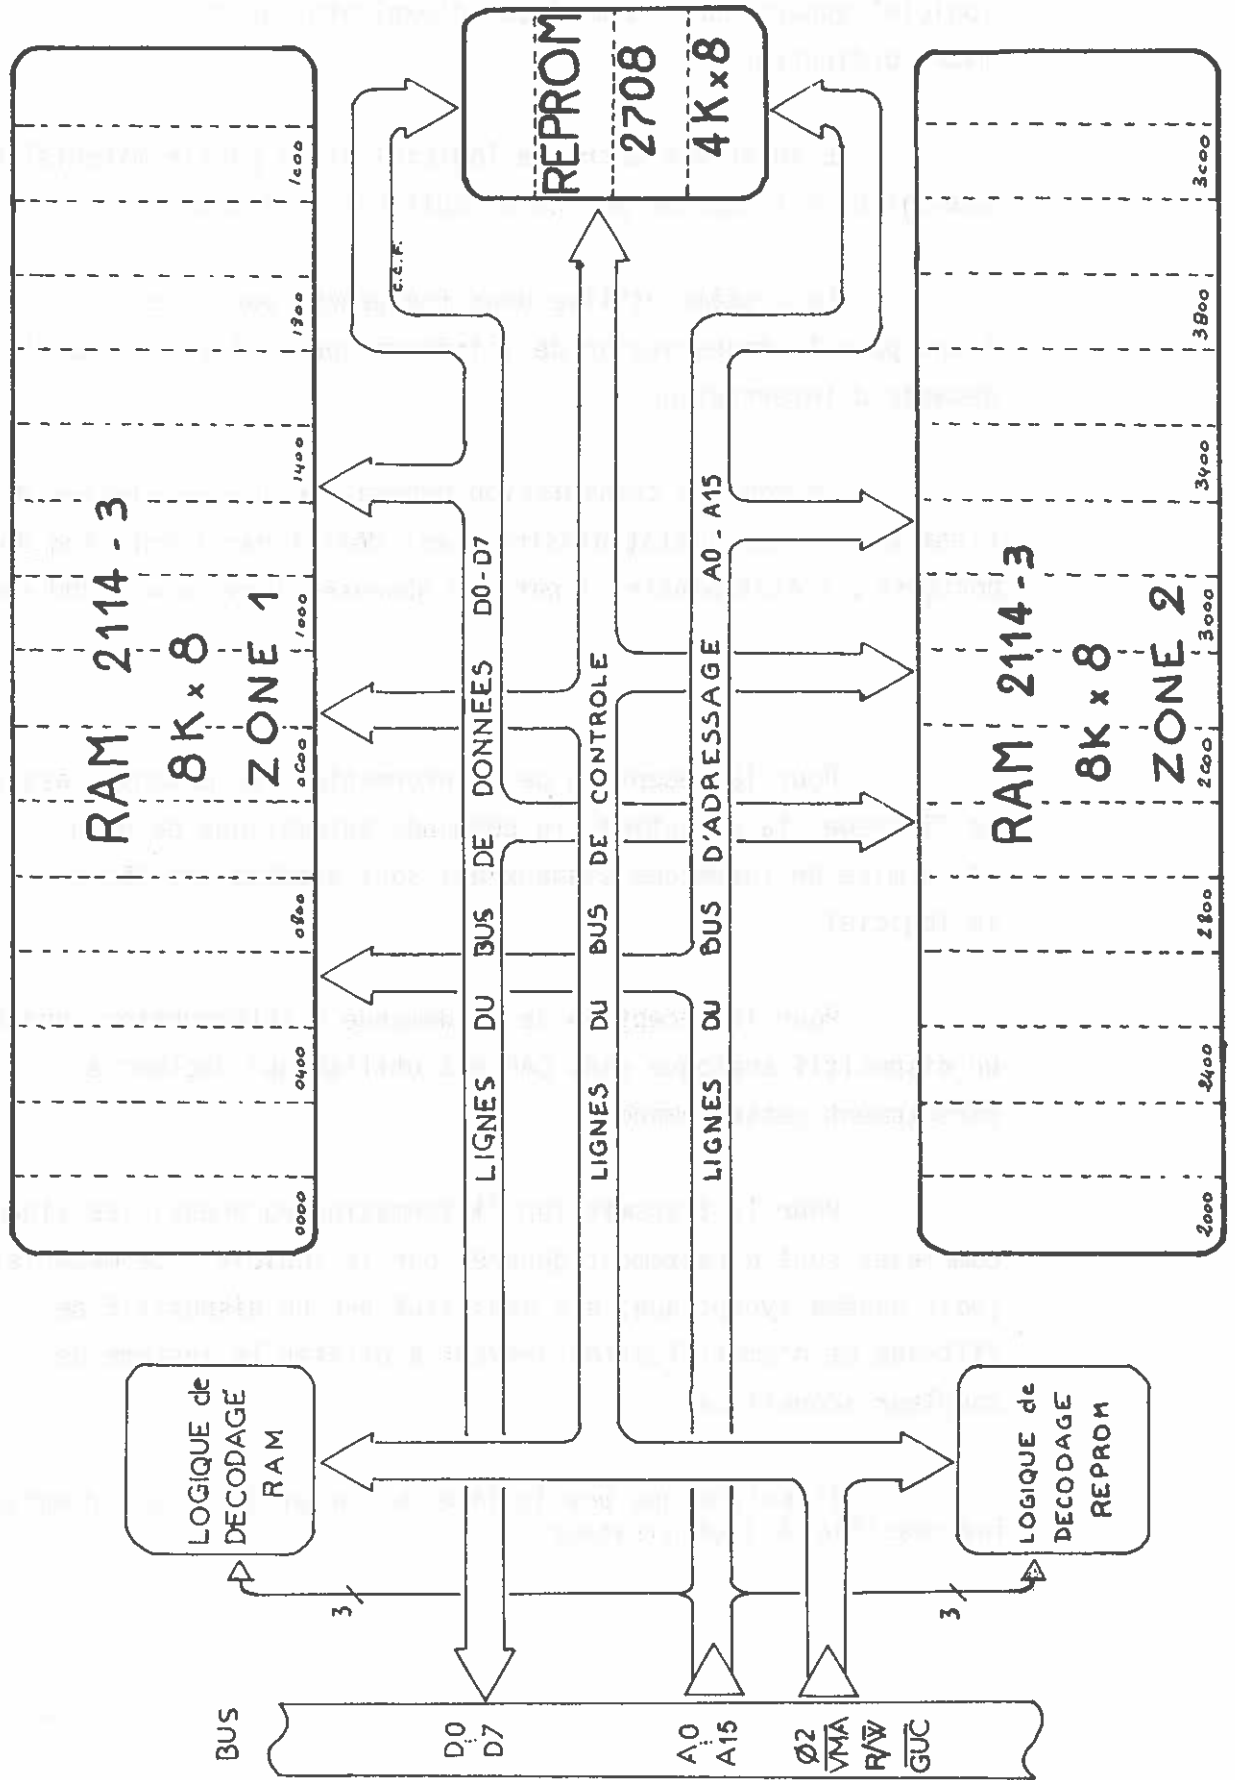 BUS
D0
D7
A0
A15
Ø2
VMA
R/W
GUC
3
3
LOGIQUE de
DECODAGE
RAM
LOGIQUE de
DECODAGE
REPROM
RAM 2114-3
8K x 8
ZONE 1
0000
0400
0800
0C00
1000
1400
1800
1C00
LIGNES DU BUS DE DONNEES D0-D7
LIGNES DU BUS DE CONTROLE
LIGNES DU BUS D'ADRESSAGE A0-A15
C.C.F.
REPROM
2708
4K x 8
RAM 2114 3
8K x 8
ZONE 2
2000
2400
2800
2C00
3000
3400
3800
3C00